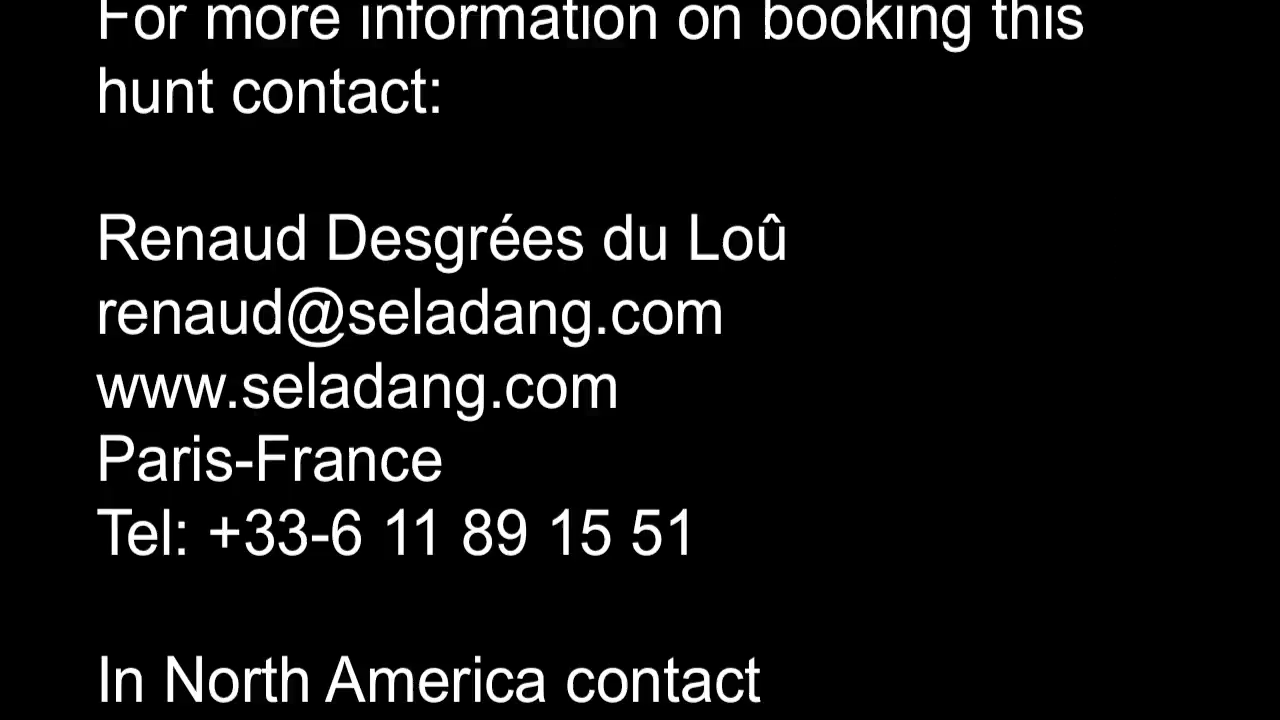 For more information on booking this
hunt contact:
Renaud Desgrées du Loû
renaud@seladang.com
www.seladang.com
Paris-France
Tel: +33-6 11 89 15 51
In North America contact